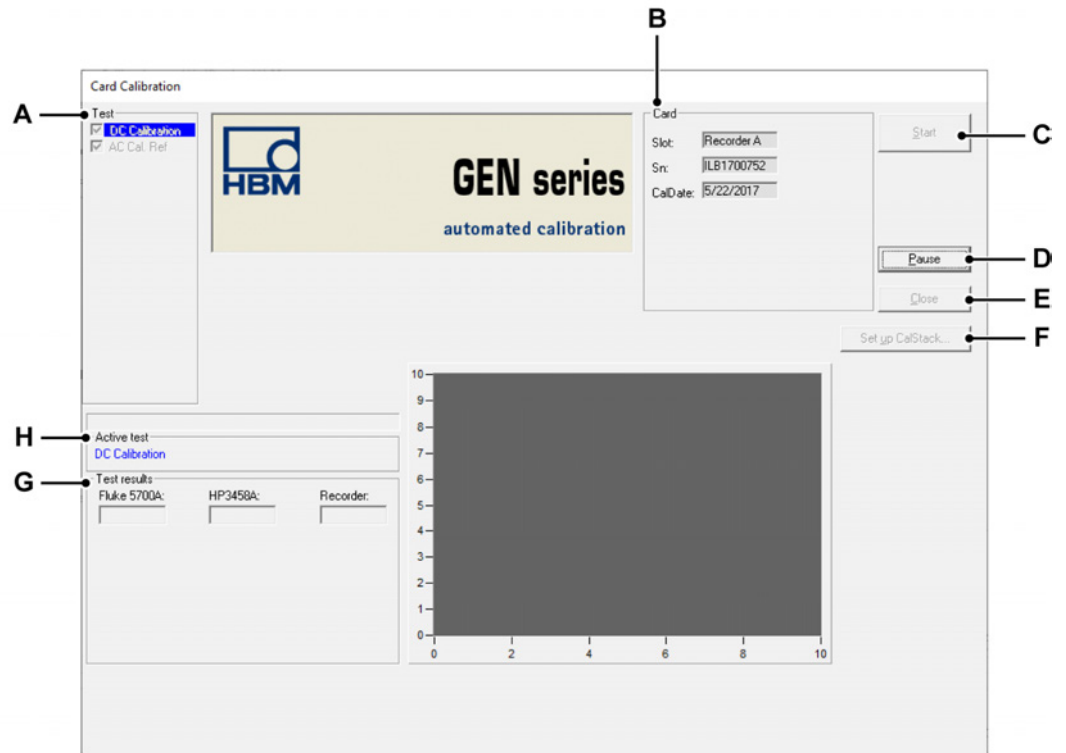 B
Card Calibration
A
Test
DC Calibration
AC Cal. Ref
HBM
GEN series
automated calibration
Card
Slot: Recorder A
Sn: ILB1700752
CalDate: 5/22/2017
Start
C
Pause
D
Close
E
Set up CalStack...
F
H
Active test
DC Calibration
G
Test results
Fluke 5700A: HP3458A: Recorder:
10
9
8
7
6
5
4
3
2
1
0
0 2 4 6 8 10